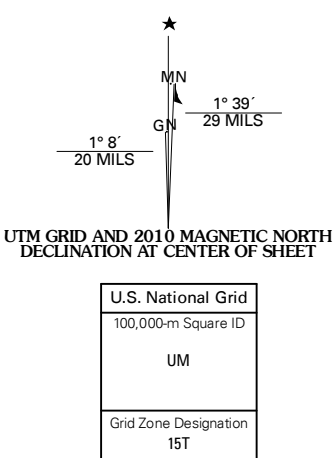 MN
1° 39´
29 MILS
GN
1° 8´
20 MILS
UTM GRID AND 2010 MAGNETIC NORTH
DECLINATION AT CENTER OF SHEET
U.S. National Grid
100,000-m Square ID
UM
Grid Zone Designation
15T